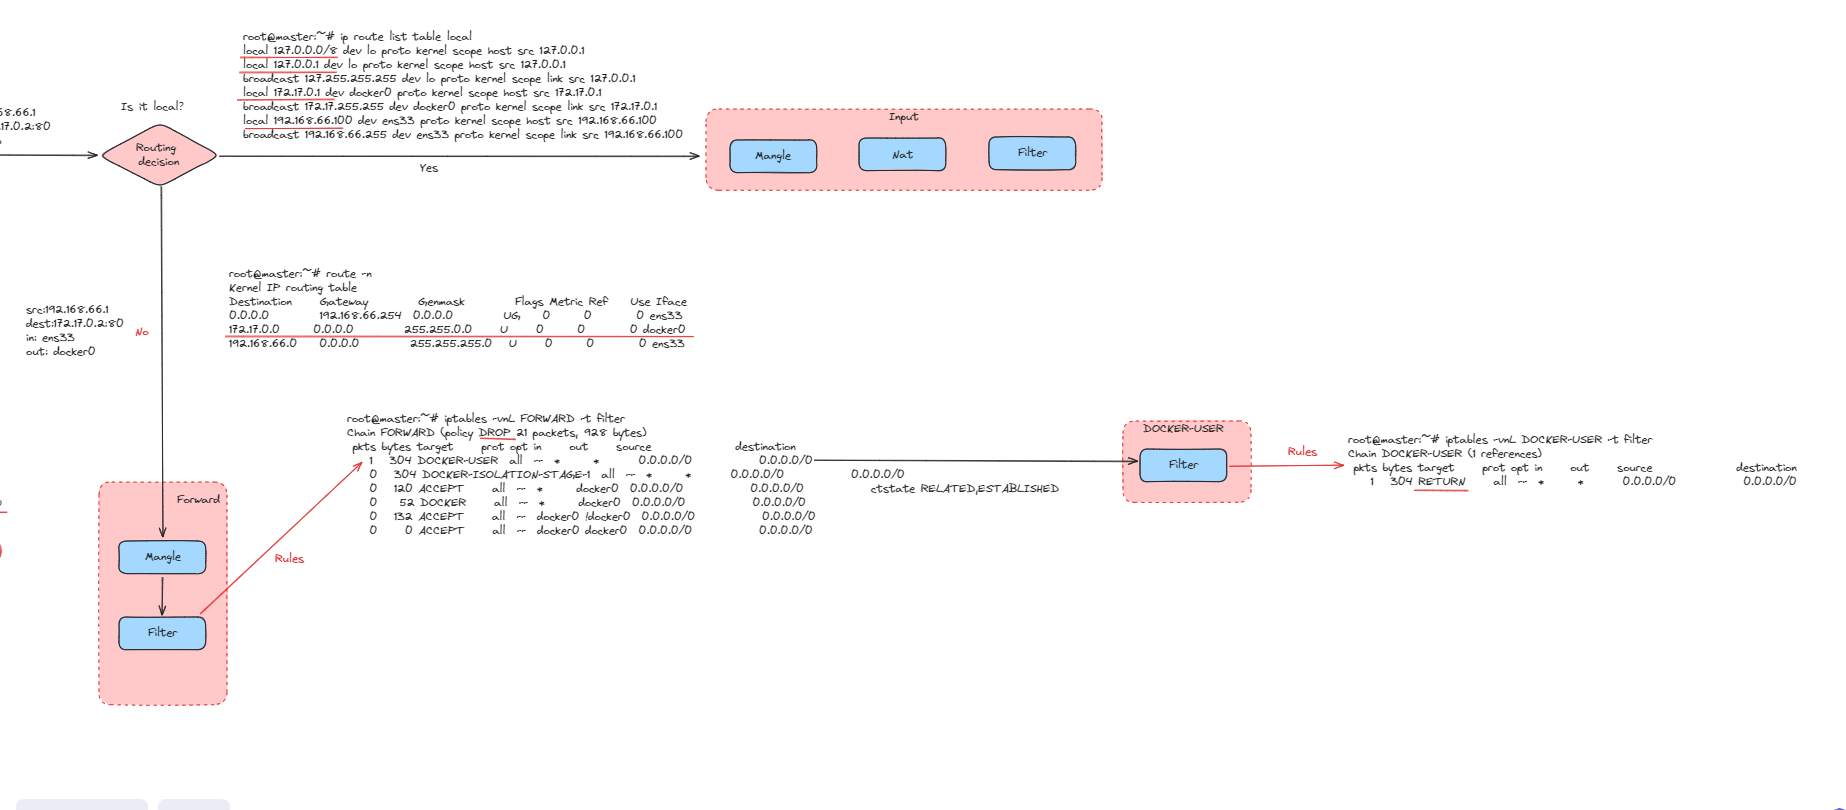 root@master:~# ip route list table local
local 127.0.0.0/8 dev lo proto kernel scope host src 127.0.0.1
local 127.0.0.1 dev lo proto kernel scope host src 127.0.0.1
broadcast 127.255.255.255 dev lo proto kernel scope link src 127.0.0.1
local 172.17.0.1 dev docker0 proto kernel scope host src 172.17.0.1
broadcast 172.17.255.255 dev docker0 proto kernel scope link src 172.17.0.1
local 192.168.66.100 dev ens33 proto kernel scope host src 192.168.66.100
broadcast 192.168.66.255 dev ens33 proto kernel scope link src 192.168.66.100
68.66.1
17.0.2:80
Is it local?
Routing
decision
Yes
Input
Mangle
Nat
Filter
root@master:~# route -n
Kernel IP routing table
Destination Gateway Genmask Flags Metric Ref Use Iface
0.0.0.0 192.168.66.254 0.0.0.0 UG 0 0 0 ens33
172.17.0.0 0.0.0.0 255.255.0.0 U 0 0 0 docker0
192.168.66.0 0.0.0.0 255.255.255.0 U 0 0 0 ens33
src:192.168.66.1
dest:172.17.0.2:80
in: ens33
out: docker0
No
root@master:~# iptables -vnL FORWARD -t filter
Chain FORWARD (policy DROP 21 packets, 928 bytes)
pkts bytes target prot opt in out source destination
1 304 DOCKER-USER all -- * * 0.0.0.0/0 0.0.0.0/0
0 304 DOCKER-ISOLATION-STAGE-1 all -- * * 0.0.0.0/0 0.0.0.0/0
0 120 ACCEPT all -- * docker0 0.0.0.0/0 0.0.0.0/0 ctstate RELATED,ESTABLISHED
0 52 DOCKER all -- * docker0 0.0.0.0/0 0.0.0.0/0
0 132 ACCEPT all -- docker0 !docker0 0.0.0.0/0 0.0.0.0/0
0 0 ACCEPT all -- docker0 docker0 0.0.0.0/0 0.0.0.0/0
DOCKER-USER
Filter
Rules
root@master:~# iptables -vnL DOCKER-USER -t filter
Chain DOCKER-USER (1 references)
pkts bytes target prot opt in out source destination
1 304 RETURN all -- * * 0.0.0.0/0 0.0.0.0/0
Forward
Mangle
Filter
Rules